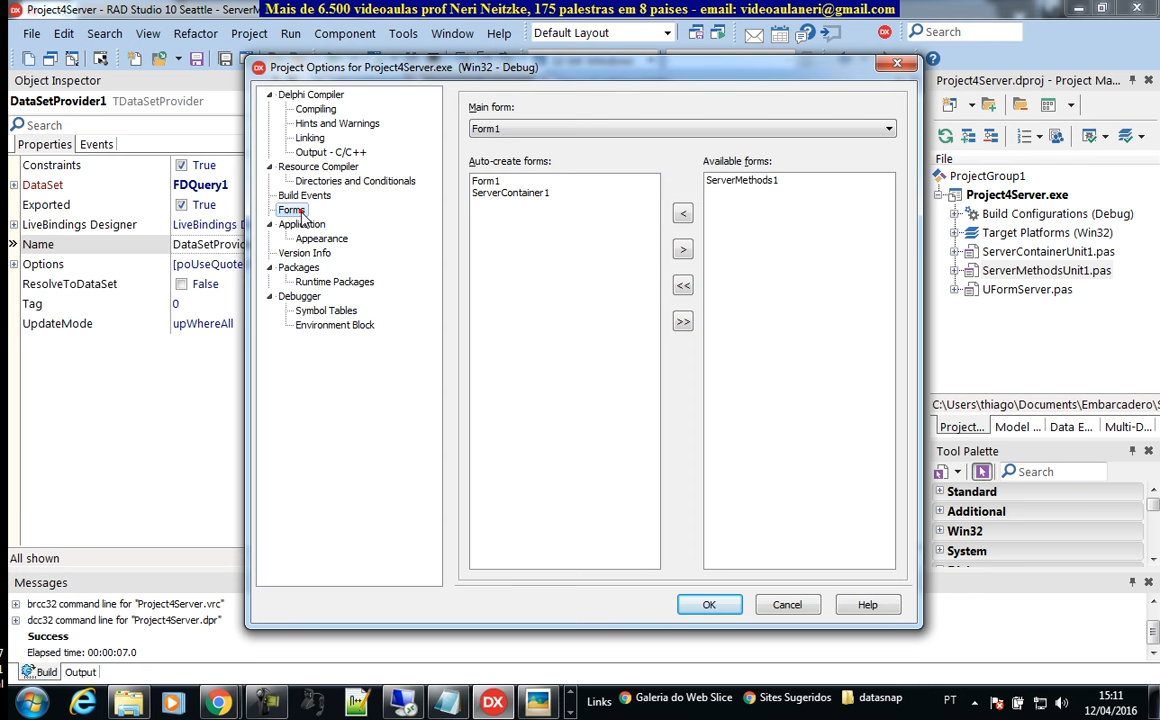 Project4Server - RAD Studio 10 Seattle - ServerM
Mais de 6.500 videoaulas prof Neri Neitzke, 175 palestras em 8 paises - email: videoaulaneri@gmail.com
File Edit Search View Refactor Project Run Component Tools Window Help Default Layout Search
Object Inspector
DataSetProvider1 TDataSetProvider
Search
Properties Events
Constraints True
DataSet FDQuery1
Exported True
LiveBindings Designer LiveBindings D
Name DataSetProvid
Options [poUseQuote
ResolveToDataSet False
Tag 0
UpdateMode upWhereAll
All shown
Project Options for Project4Server.exe (Win32 - Debug)
Delphi Compiler
Compiling
Hints and Warnings
Linking
Output - C/C++
Resource Compiler
Directories and Conditionals
Build Events
Forms
Application
Appearance
Version Info
Packages
Runtime Packages
Debugger
Symbol Tables
Environment Block
Main form:
Form1
Auto-create forms:
Form1
ServerContainer1
Available forms:
ServerMethods1
<
>
<<
>>
OK Cancel Help
Project4Server.dproj - Project Ma...
File
ProjectGroup1
Project4Server.exe
Build Configurations (Debug)
Target Platforms (Win32)
ServerContainerUnit1.pas
ServerMethodsUnit1.pas
UFormServer.pas
C:\Users\thiago\Documents\Embarcadero\S
Project... Model ... Data E... Multi-D...
Tool Palette
Search
Standard
Additional
Win32
System
Messages
brcc32 command line for "Project4Server.vrc"
dcc32 command line for "Project4Server.dpr"
Success
Elapsed time: 00:00:07.0
Build Output
Links Galeria do Web Slice Sites Sugeridos datasnap PT 15:11
12/04/2016